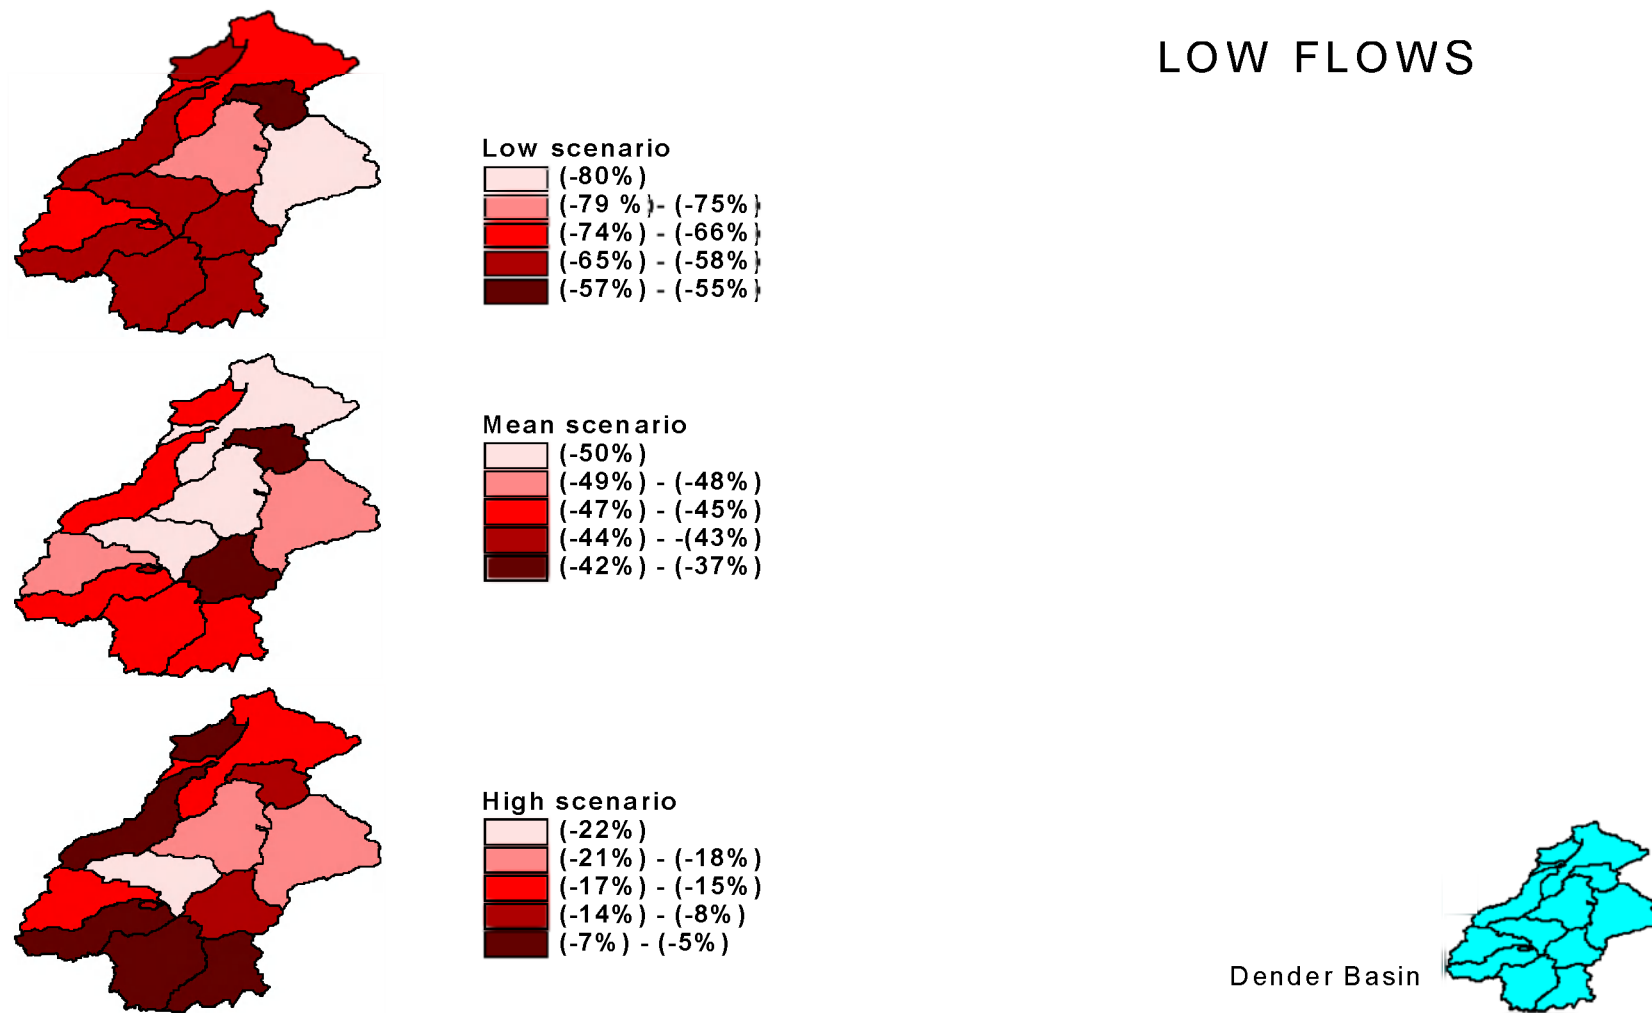 LOW FLOWS
Low scenario
(-80%)
(-79 %) - (-75%)
(-74%) - (-66%)
(-65%) - (-58%)
(-57%) - (-55%)
Mean scenario
(-50%)
(-49%) - (-48%)
(-47%) - (-45%)
(-44%) - -(43%)
(-42%) - (-37%)
High scenario
(-22%)
(-21%) - (-18%)
(-17%) - (-15%)
(-14%) - (-8%)
(-7%) - (-5%)
Dender Basin